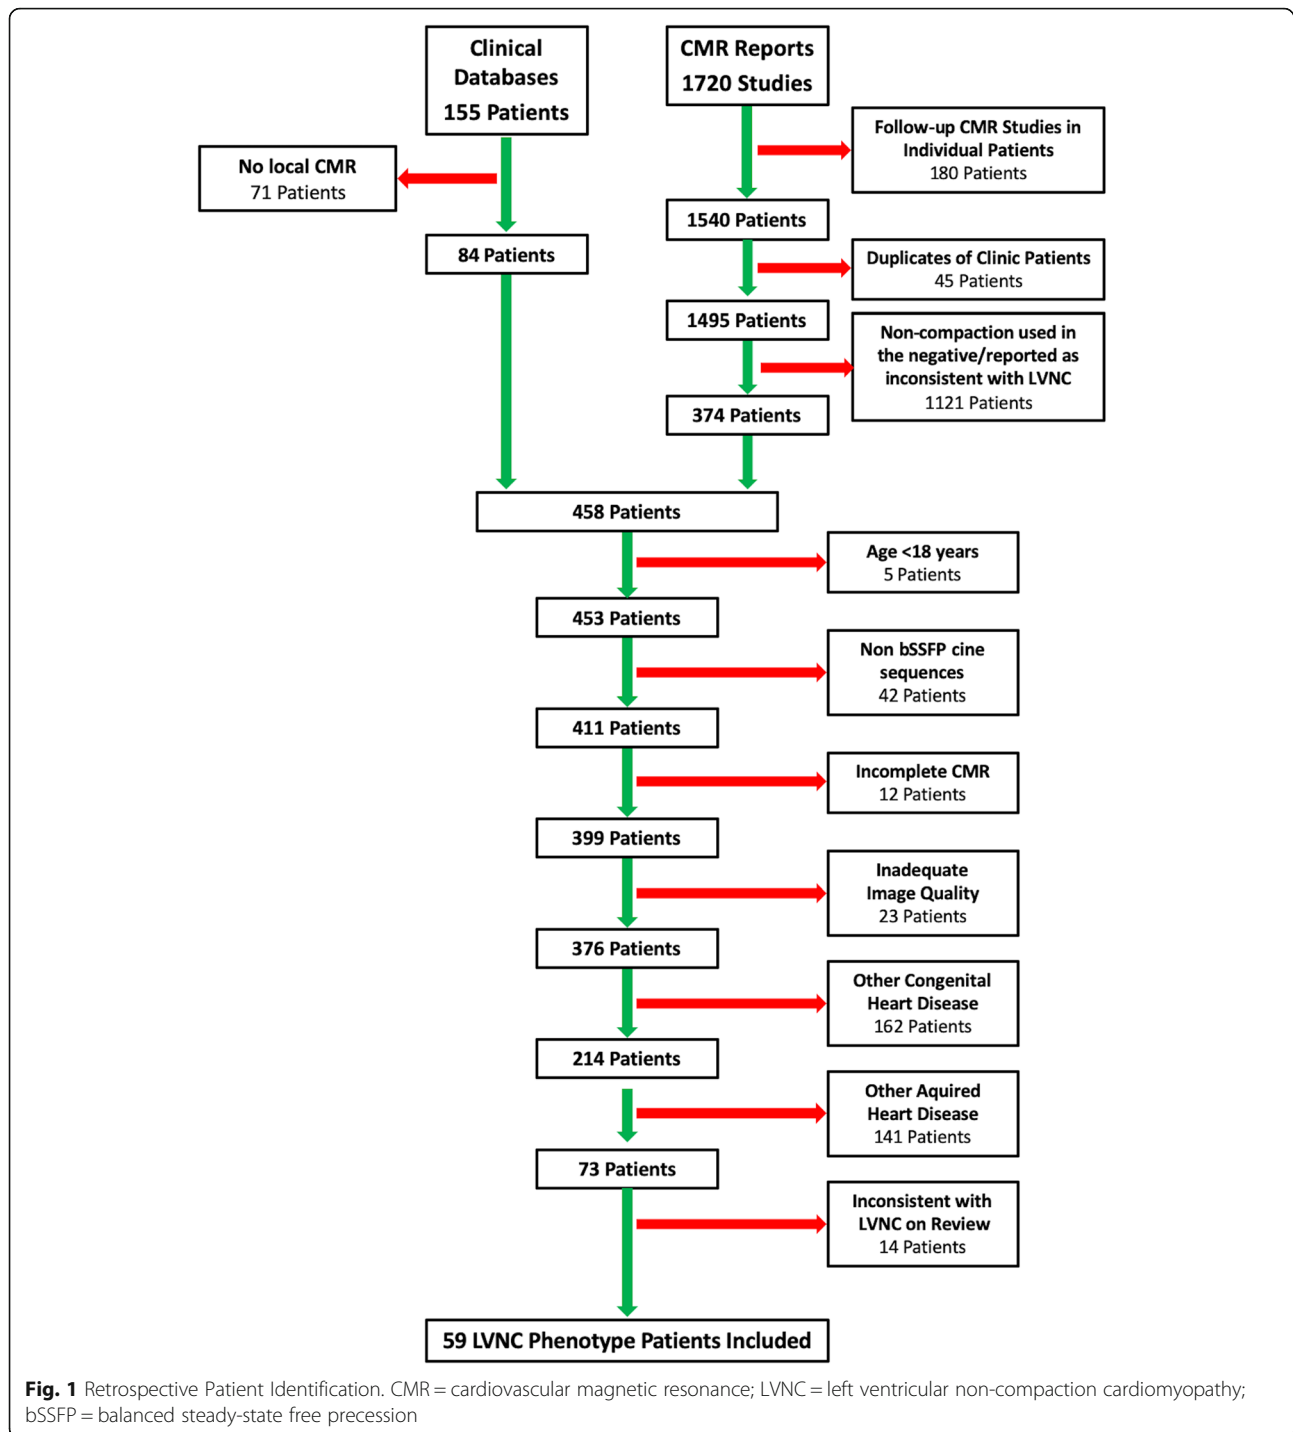 Clinical
Databases
155 Patients
CMR Reports
1720 Studies
Follow-up CMR Studies in
Individual Patients
180 Patients
No local CMR
71 Patients
1540 Patients
84 Patients
Duplicates of Clinic Patients
45 Patients
1495 Patients
Non-compaction used in
the negative/reported as
inconsistent with LVNC
1121 Patients
374 Patients
458 Patients
Age <18 years
5 Patients
453 Patients
Non bSSFP cine
sequences
42 Patients
411 Patients
Incomplete CMR
12 Patients
399 Patients
Inadequate
Image Quality
23 Patients
376 Patients
Other Congenital
Heart Disease
162 Patients
214 Patients
Other Aquired
Heart Disease
141 Patients
73 Patients
Inconsistent with
LVNC on Review
14 Patients
59 LVNC Phenotype Patients Included
Fig. 1 Retrospective Patient Identification. CMR = cardiovascular magnetic resonance; LVNC = left ventricular non-compaction cardiomyopathy;
bSSFP = balanced steady-state free precession